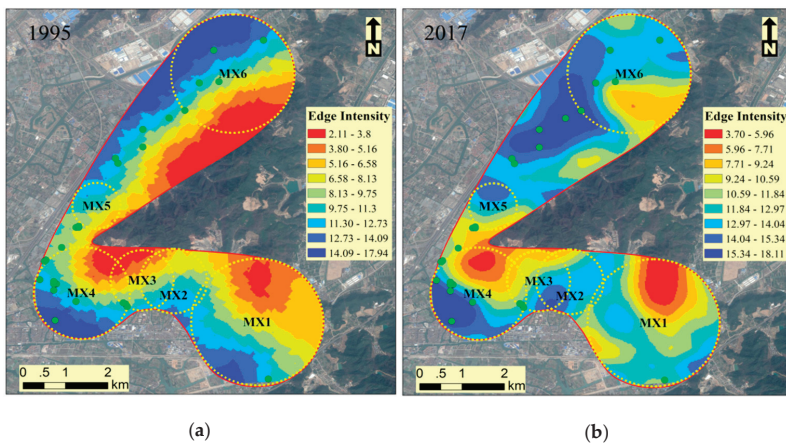 1995
N
MX6
Edge Intensity
2.11 - 3.8
3.80 - 5.16
5.16 - 6.58
6.58 - 8.13
8.13 - 9.75
9.75 - 11.3
11.30 - 12.73
12.73 - 14.09
14.09 - 17.94
MX5
MX3
MX4
MX2
MX1
0 .5 1 2
km
(a)
2017
N
MX6
Edge Intensity
3.70 - 5.96
5.96 - 7.71
7.71 - 9.24
9.24 - 10.59
10.59 - 11.84
11.84 - 12.97
12.97 - 14.04
14.04 - 15.34
15.34 - 18.11
MX5
MX3
MX4
MX2
MX1
0 .5 1 2
km
(b)